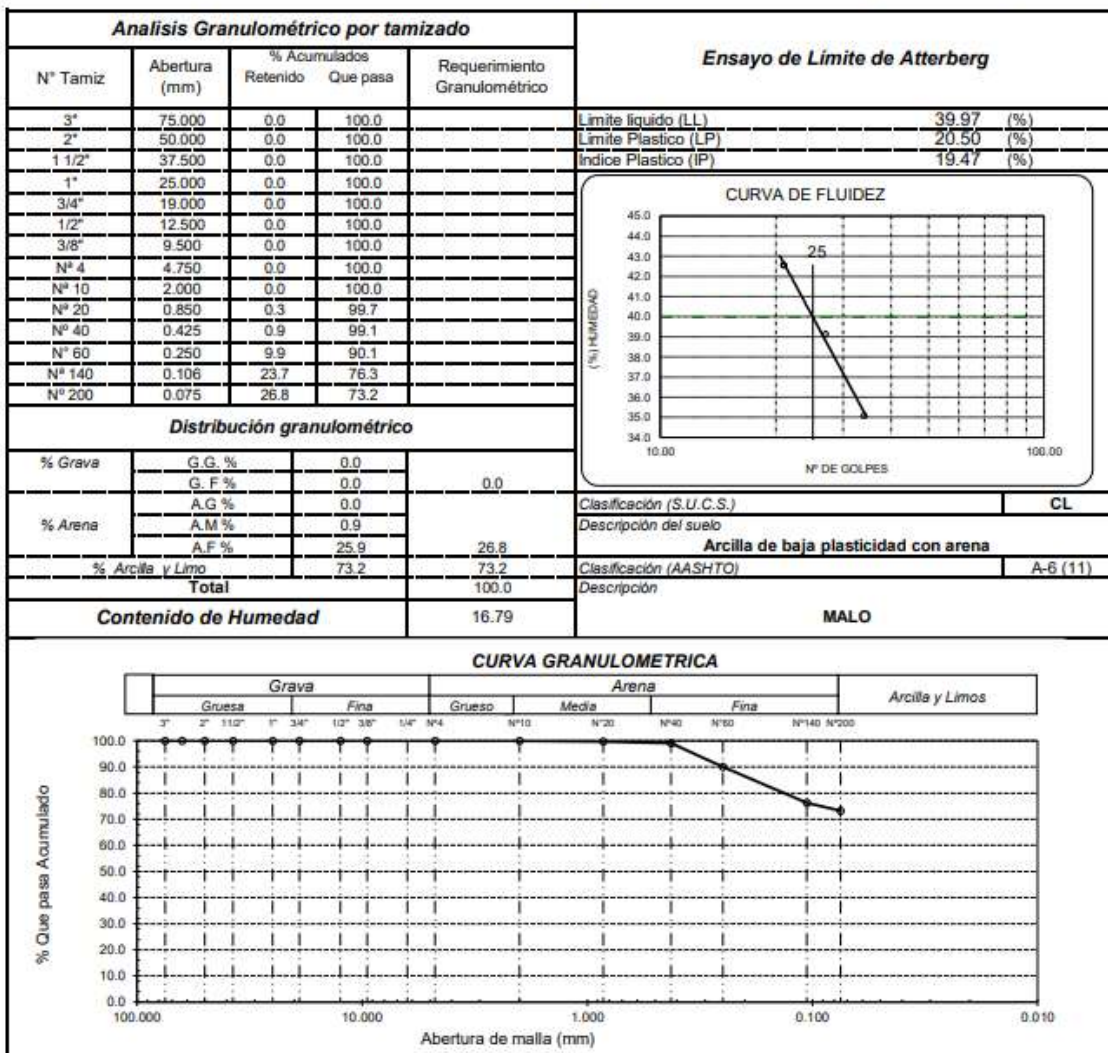 Analisis Granulométrico por tamizado
Ensayo de Límite de Atterberg
N° Tamiz Abertura (mm) % Acumulados Retenido Que pasa Requerimiento Granulométrico
3" 75.000 0.0 100.0
2" 50.000 0.0 100.0
1 1/2" 37.500 0.0 100.0
1" 25.000 0.0 100.0
3/4" 19.000 0.0 100.0
1/2" 12.500 0.0 100.0
3/8" 9.500 0.0 100.0
Nª 4 4.750 0.0 100.0
Nª 10 2.000 0.0 100.0
Nª 20 0.850 0.3 99.7
Nº 40 0.425 0.9 99.1
N° 60 0.250 9.9 90.1
Nª 140 0.106 23.7 76.3
Nº 200 0.075 26.8 73.2
Limite liquido (LL) 39.97 (%)
Limite Plastico (LP) 20.50 (%)
Indice Plastico (IP) 19.47 (%)
CURVA DE FLUIDEZ
45.0
44.0
43.0
42.0
41.0
40.0
39.0
38.0
37.0
36.0
35.0
34.0
25
(%) HUMEDAD
10.00 100.00
Nº DE GOLPES
Distribución granulométrico
% Grava G.G. % 0.0
G. F % 0.0 0.0
% Arena A.G % 0.0
A.M % 0.9
A.F % 25.9 26.8
% Arcilla y Limo 73.2 73.2
Total 100.0
Contenido de Humedad 16.79
Clasificación (S.U.C.S.) CL
Descripción del suelo
Arcilla de baja plasticidad con arena
Clasificación (AASHTO) A-6 (11)
Descripción
MALO
CURVA GRANULOMETRICA
Grava Arena Arcilla y Limos
Gruesa Fina Grueso Media Fina
3" 2" 11/2" 1" 3/4" 1/2" 3/8" 1/4" N°4 N°10 N°20 N°40 N°60 N°140 N°200
100.0
90.0
80.0
70.0
60.0
50.0
40.0
30.0
20.0
10.0
0.0
% Que pasa Acumulado
100.000 10.000 1.000 0.100 0.010
Abertura de malla (mm)